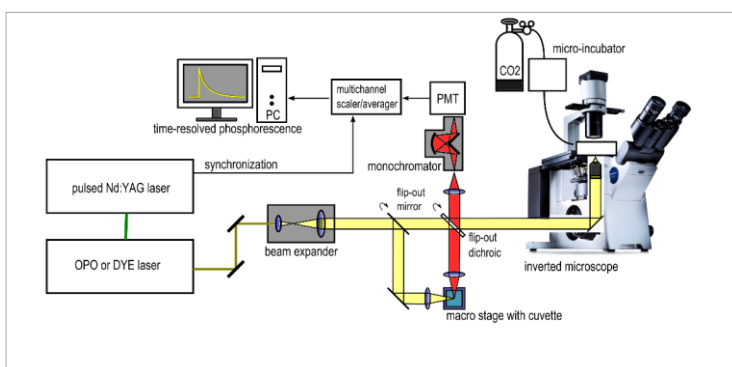 micro-incubator
CO2
multichannel
scaler/averager
PMT
PC
time-resolved phosphorescence
monochromator
synchronization
pulsed Nd:YAG laser
flip-out
mirror
flip-out
dichroic
beam expander
inverted microscope
OPO or DYE laser
macro stage with cuvette